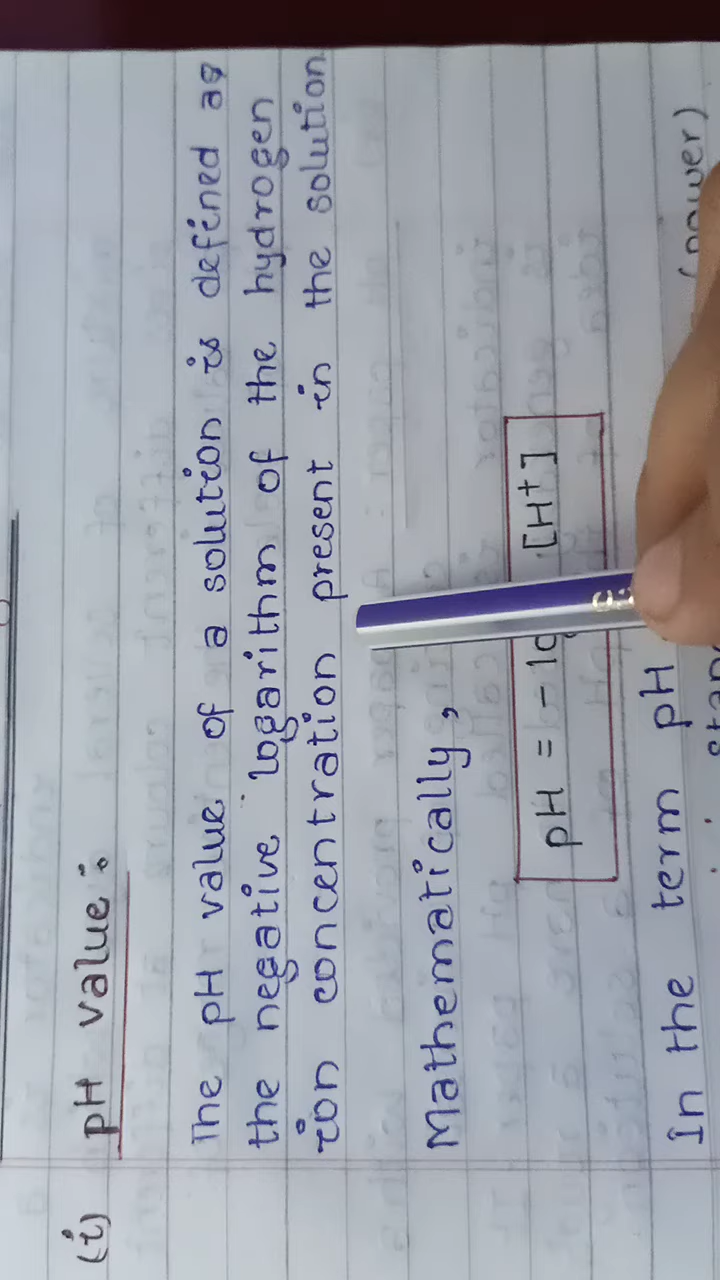 (i) pH value :
The pH value of a solution is defined as
the negative logarithm of the hydrogen
ion concentration present in the solution
Mathematically,
pH = - [H⁺]
In the term pH (power)